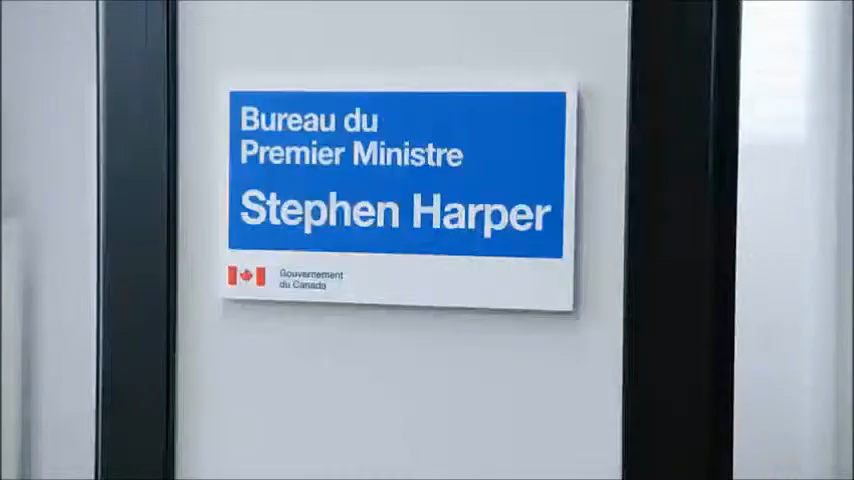 Bureau du
Premier Ministre
Stephen Harper
Gouvernement
du Canada